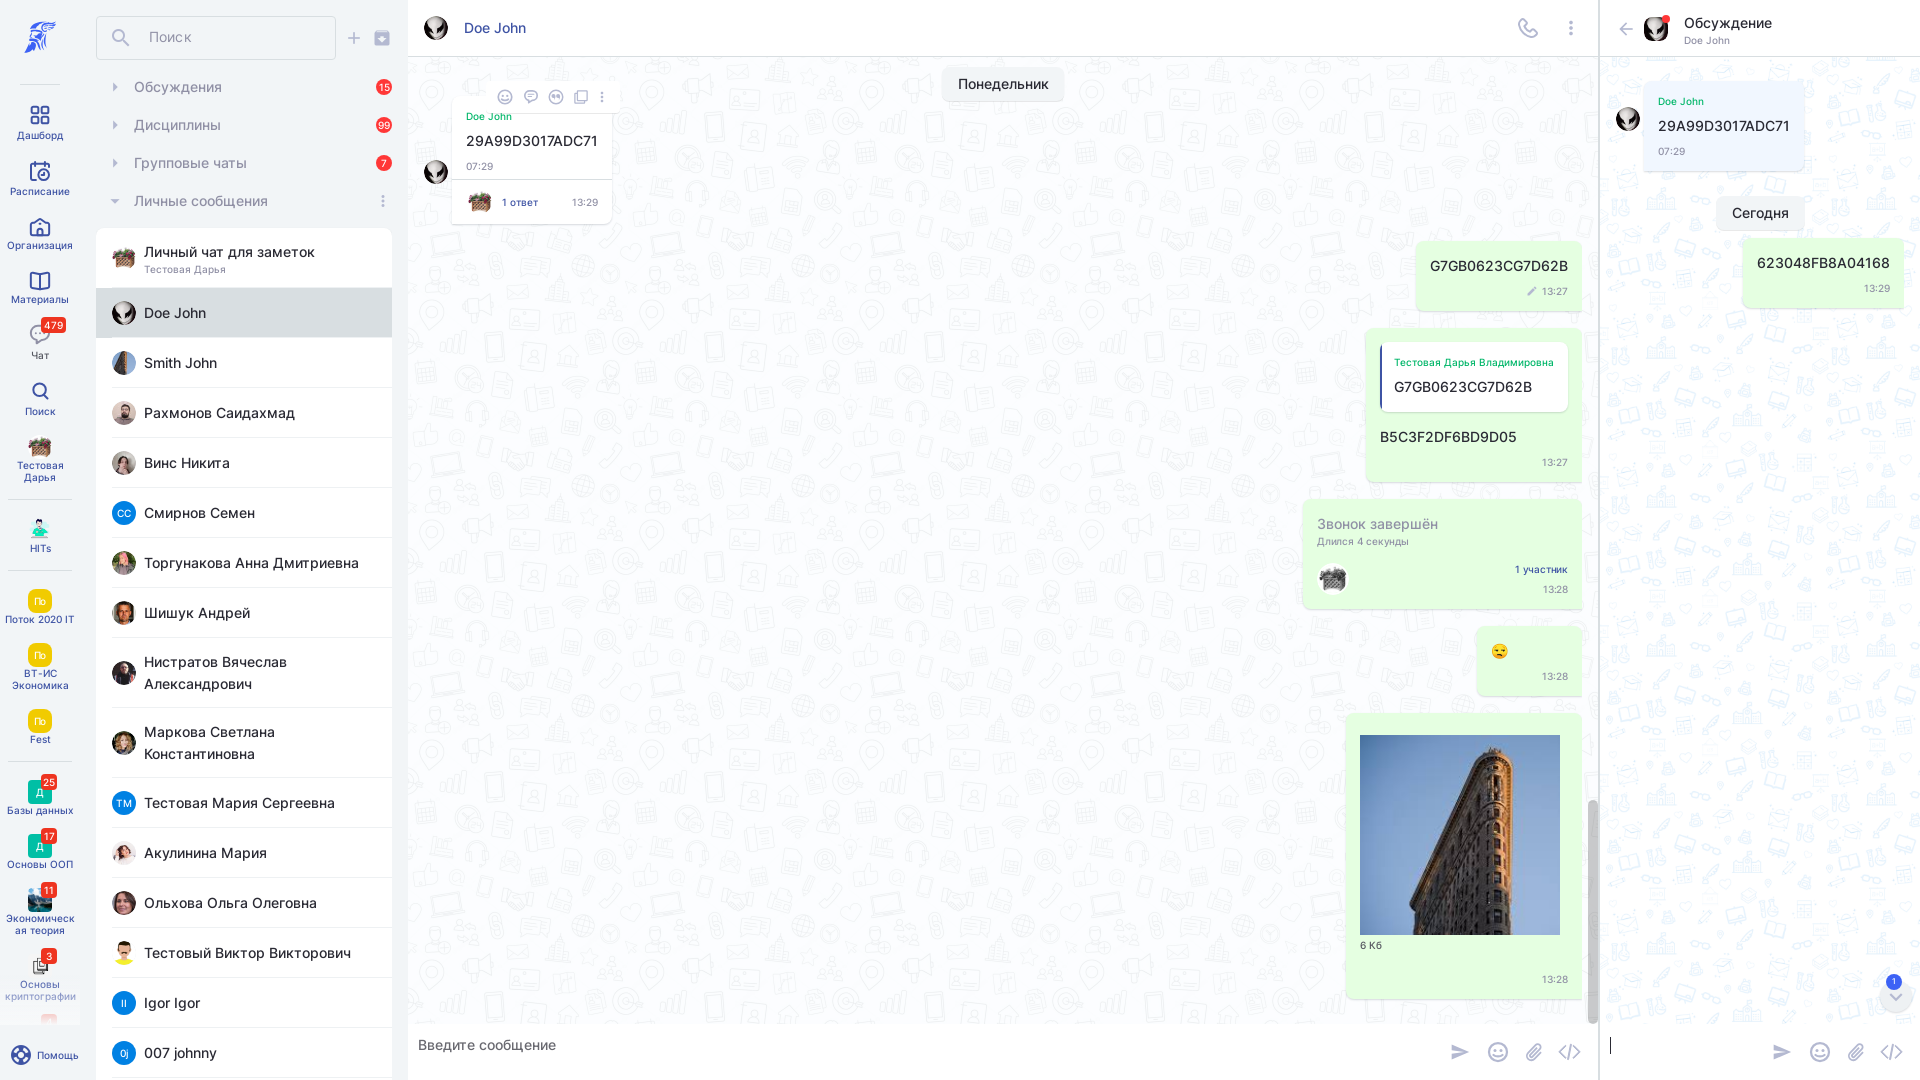 Дашборд
Расписание
Организация
Материалы
479
Чат
Поиск
Тестовая
Дарья
HITs
По
Поток 2020 IT
По
ВТ-ИС
Экономика
По
Fest
25
Д
Базы данных
17
Д
Основы ООП
11
Экономическ
ая теория
3
Основы
криптографии
Помощь
Поиск
Обсуждения
15
Дисциплины
99
Групповые чаты
7
Личные сообщения
Личный чат для заметок
Тестовая Дарья
Doe John
Smith John
Рахмонов Саидахмад
Винс Никита
СС
Смирнов Семен
Торгунакова Анна Дмитриевна
Шишук Андрей
Нистратов Вячеслав
Александрович
Маркова Светлана
Константиновна
ТМ
Тестовая Мария Сергеевна
Акулинина Мария
Ольхова Ольга Олеговна
Тестовый Виктор Викторович
II
Igor Igor
0j
007 johnny
Doe John
Понедельник
Doe John
29A99D3017ADC71
07:29
1 ответ
13:29
G7GB0623CG7D62B
13:27
Тестовая Дарья Владимировна
G7GB0623CG7D62B
B5C3F2DF6BD9D05
13:27
Звонок завершён
Длился 4 секунды
1 участник
13:28
13:28
6 Кб
13:28
Введите сообщение
Обсуждение
Doe John
Doe John
29A99D3017ADC71
07:29
Сегодня
623048FB8A04168
13:29
1